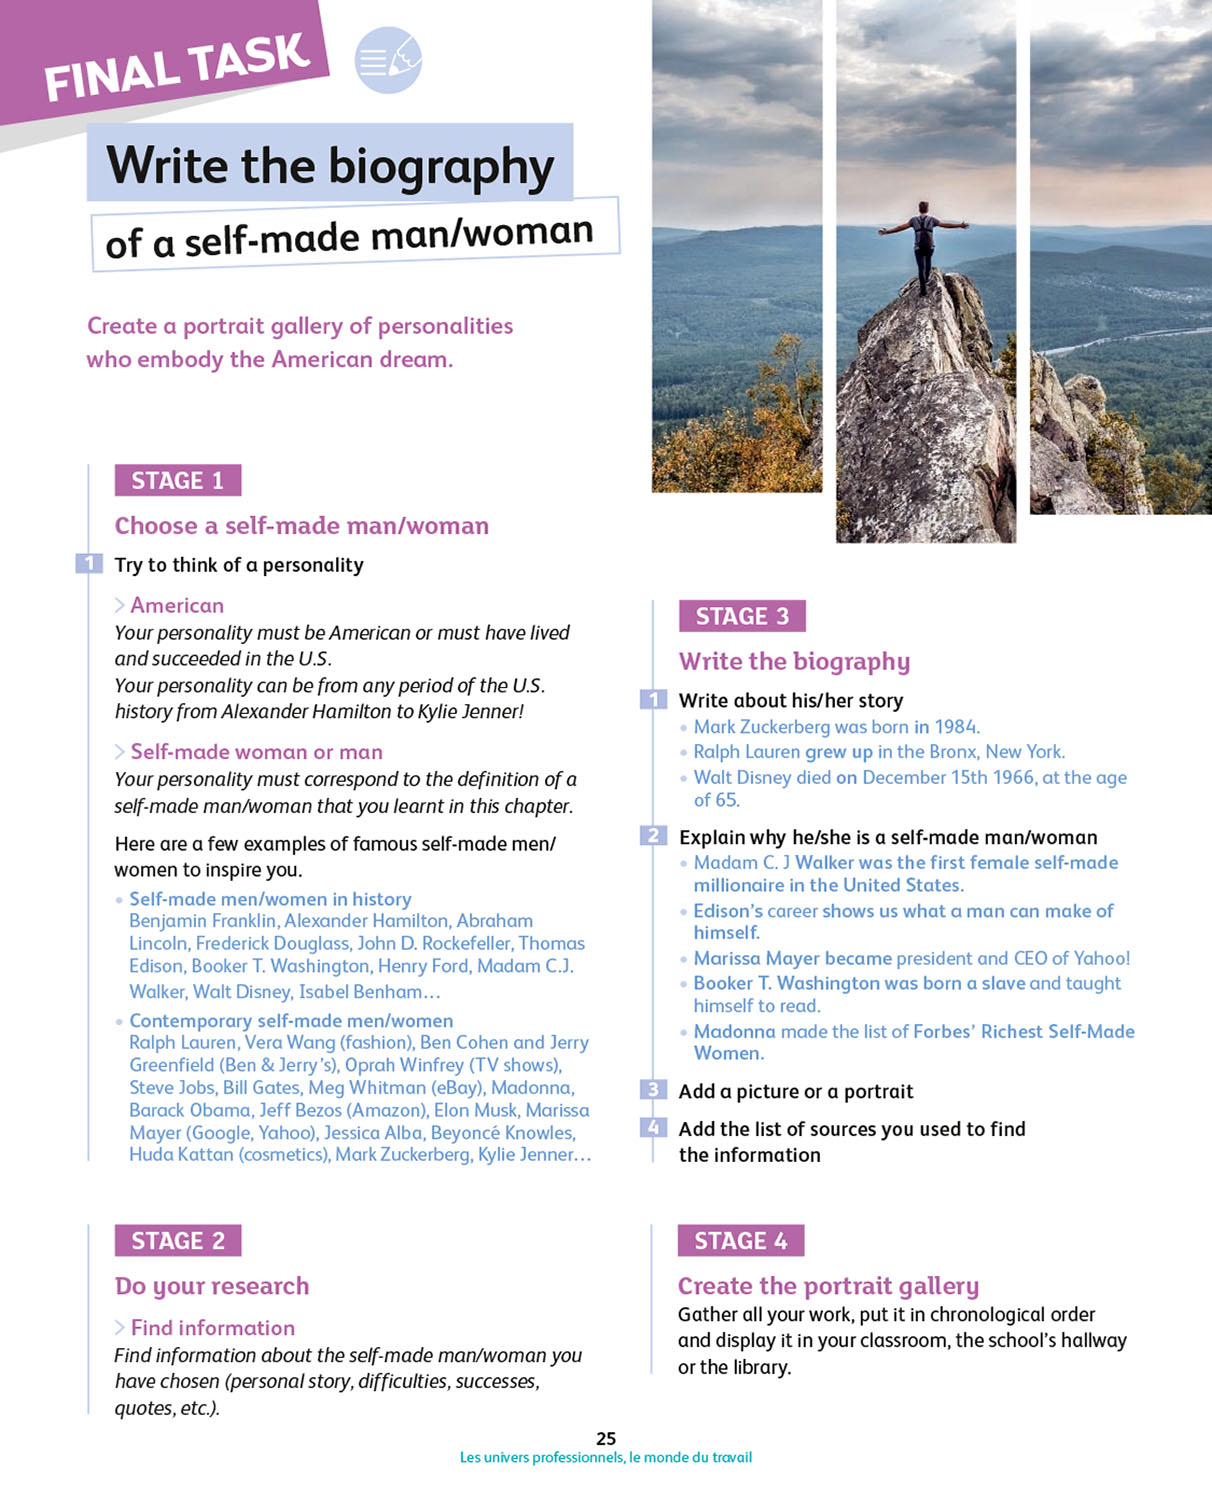 FINAL TASK
Write the biography
of a self-made man/woman
Create a portrait gallery of personalities
who embody the American dream.
STAGE 1
Choose a self-made man/woman
1 Try to think of a personality
> American
Your personality must be American or must have lived
and succeeded in the U.S.
Your personality can be from any period of the U.S.
history from Alexander Hamilton to Kylie Jenner!
> Self-made woman or man
Your personality must correspond to the definition of a
self-made man/woman that you learnt in this chapter.
Here are a few examples of famous self-made men/
women to inspire you.
• Self-made men/women in history
Benjamin Franklin, Alexander Hamilton, Abraham
Lincoln, Frederick Douglass, John D. Rockefeller, Thomas
Edison, Booker T. Washington, Henry Ford, Madam C.J.
Walker, Walt Disney, Isabel Benham...
• Contemporary self-made men/women
Ralph Lauren, Vera Wang (fashion), Ben Cohen and Jerry
Greenfield (Ben & Jerry's), Oprah Winfrey (TV shows),
Steve Jobs, Bill Gates, Meg Whitman (eBay), Madonna,
Barack Obama, Jeff Bezos (Amazon), Elon Musk, Marissa
Mayer (Google, Yahoo), Jessica Alba, Beyoncé Knowles,
Huda Kattan (cosmetics), Mark Zuckerberg, Kylie Jenner...
STAGE 2
Do your research
> Find information
Find information about the self-made man/woman you
have chosen (personal story, difficulties, successes,
quotes, etc.).
STAGE 3
Write the biography
1 Write about his/her story
• Mark Zuckerberg was born in 1984.
• Ralph Lauren grew up in the Bronx, New York.
• Walt Disney died on December 15th 1966, at the age
of 65.
2 Explain why he/she is a self-made man/woman
• Madam C. J Walker was the first female self-made
millionaire in the United States.
• Edison's career shows us what a man can make of
himself.
• Marissa Mayer became president and CEO of Yahoo!
• Booker T. Washington was born a slave and taught
himself to read.
• Madonna made the list of Forbes' Richest Self-Made
Women.
3 Add a picture or a portrait
4 Add the list of sources you used to find
the information
STAGE 4
Create the portrait gallery
Gather all your work, put it in chronological order
and display it in your classroom, the school's hallway
or the library.
25
Les univers professionnels, le monde du travail